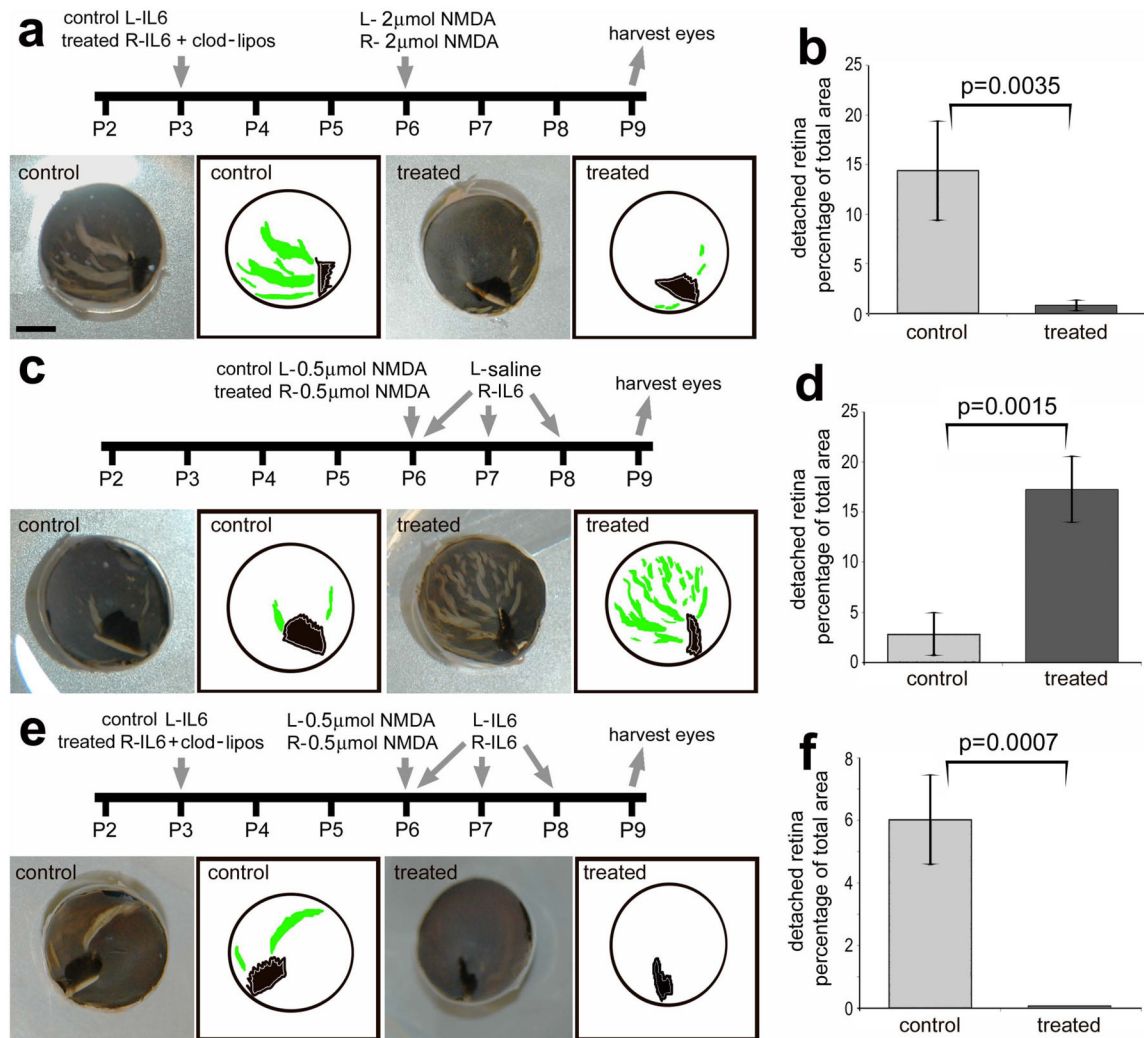 a
control L-IL6
treated R-IL6 + clod-lipos
L- 2µmol NMDA
R- 2µmol NMDA
harvest eyes
P2 P3 P4 P5 P6 P7 P8 P9
control
control
treated
treated
b
detached retina
percentage of total area
25
20
15
10
5
0
p=0.0035
control treated
c
control L-0.5µmol NMDA
treated R-0.5µmol NMDA
L-saline
R-IL6
harvest eyes
P2 P3 P4 P5 P6 P7 P8 P9
control
control
treated
treated
d
detached retina
percentage of total area
25
20
15
10
5
0
p=0.0015
control treated
e
control L-IL6
treated R-IL6+clod-lipos
L-0.5µmol NMDA
R-0.5µmol NMDA
L-IL6
R-IL6
harvest eyes
P2 P3 P4 P5 P6 P7 P8 P9
control
control
treated
treated
f
detached retina
percentage of total area
8
6
4
2
0
p=0.0007
control treated